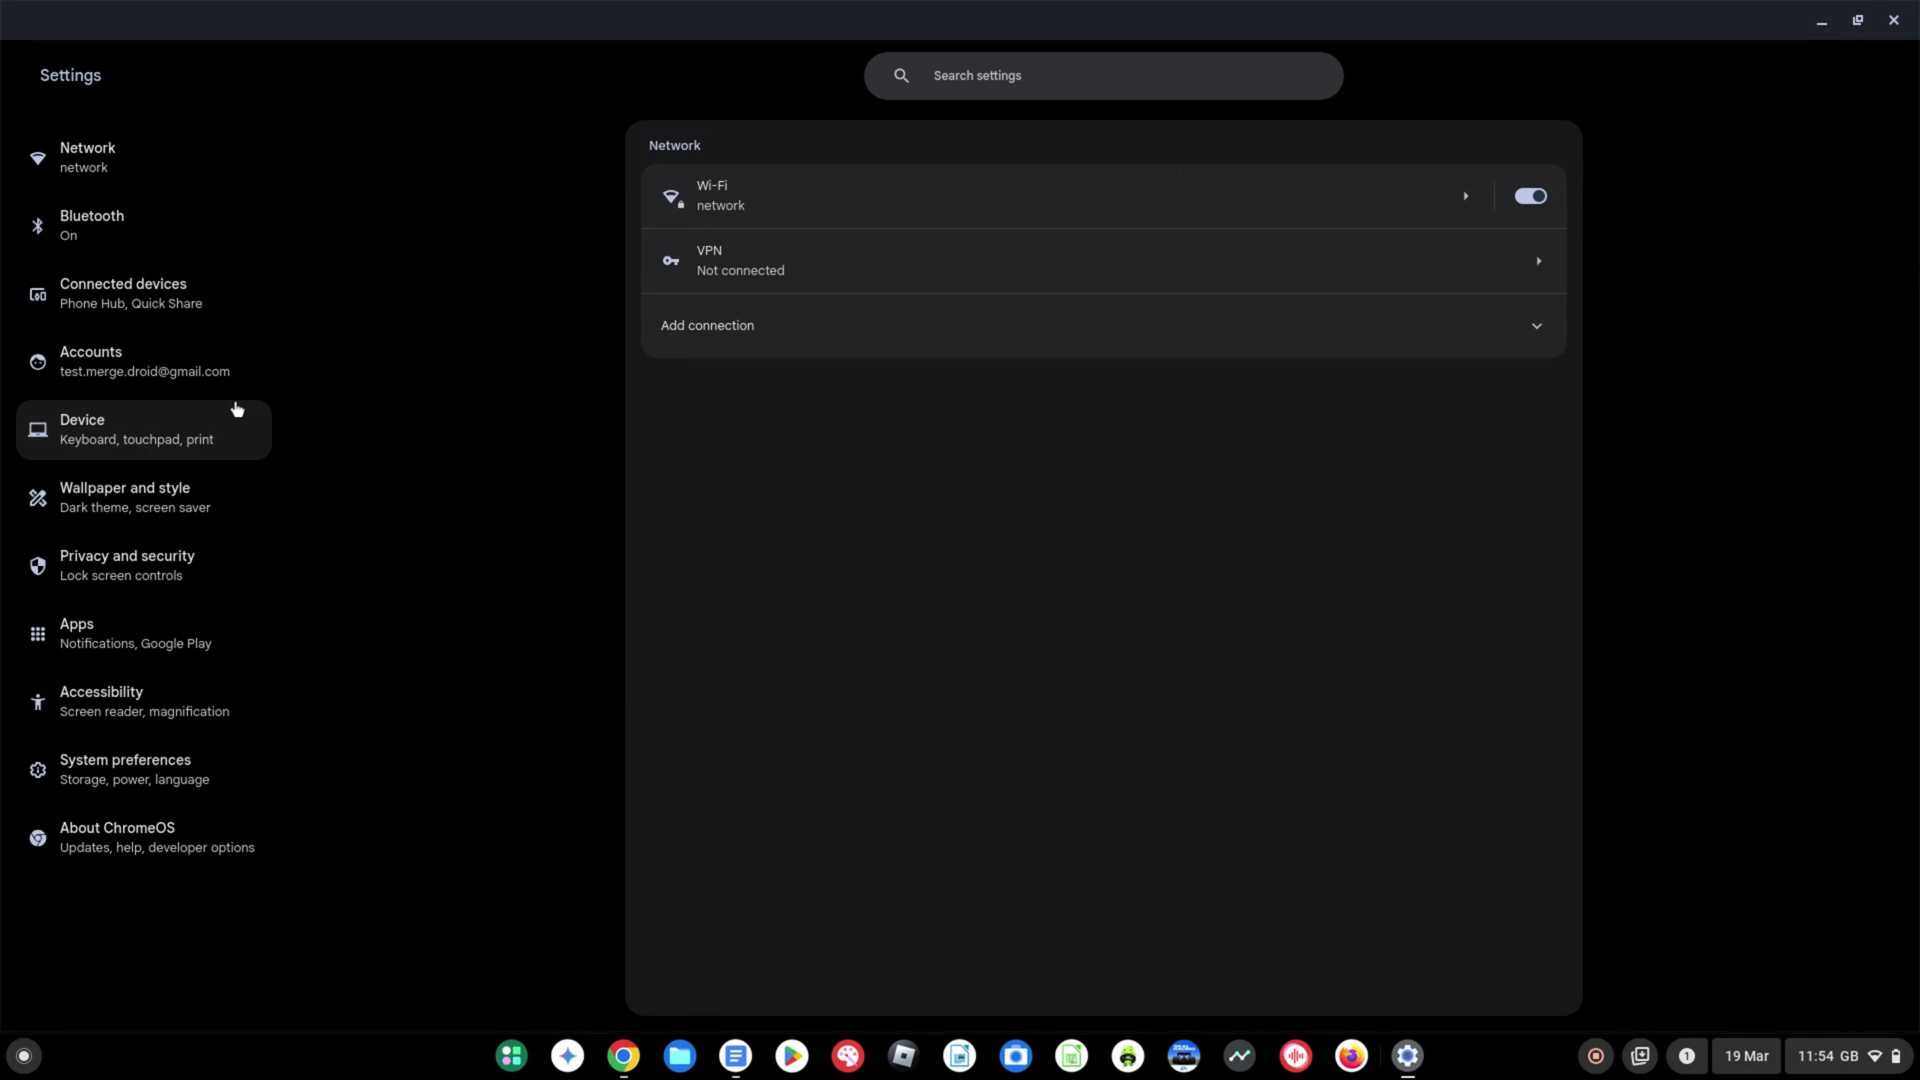 Settings
Search settings
Network
network
Bluetooth
On
Connected devices
Phone Hub, Quick Share
Accounts
test.merge.droid@gmail.com
Device
Keyboard, touchpad, print
Wallpaper and style
Dark theme, screen saver
Privacy and security
Lock screen controls
Apps
Notifications, Google Play
Accessibility
Screen reader, magnification
System preferences
Storage, power, language
About ChromeOS
Updates, help, developer options
Network
Wi-Fi
network
VPN
Not connected
Add connection
1
19 Mar
11:54 GB